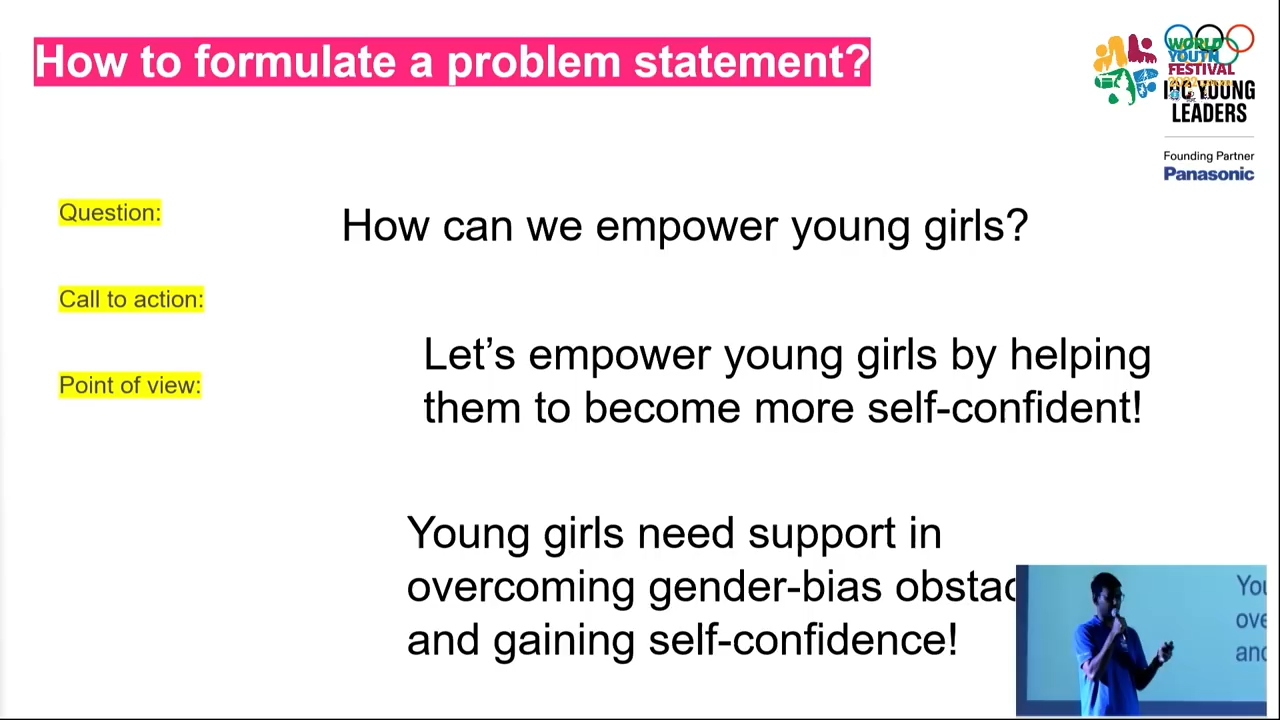 How to formulate a problem statement?
WORLD
YOUTH
FESTIVAL
YOUNG
LEADERS
Founding Partner
Panasonic
Question:
How can we empower young girls?
Call to action:
Let's empower young girls by helping
them to become more self-confident!
Point of view:
Young girls need support in
overcoming gender-bias
and gaining self-confidence!